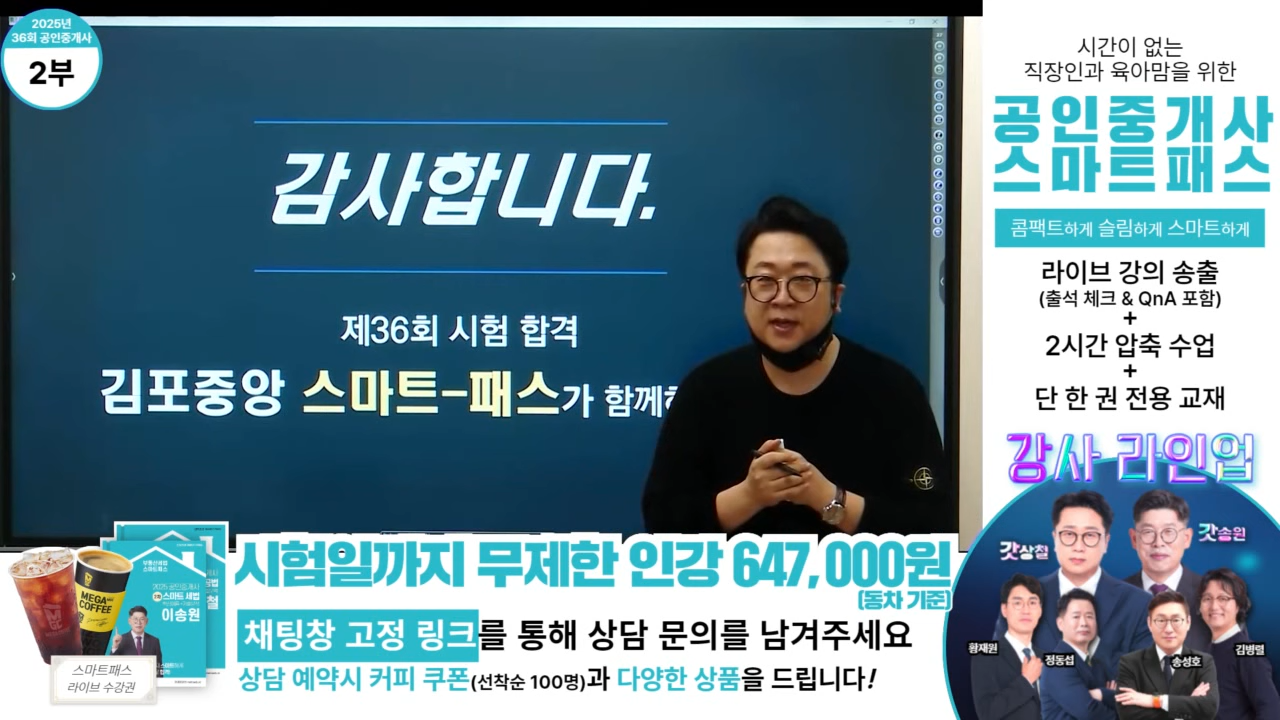 2025년
36회 공인중개사
2부
감사합니다.
제36회 시험 합격
김포중앙 스마트-패스가 함께
시간이 없는
직장인과 육아맘을 위한
공인중개사
스마트패스
콤팩트하게 슬림하게 스마트하게
라이브 강의 송출
(출석 체크 & QnA 포함)
+
2시간 압축 수업
+
단 한 권 전용 교재
강사 라인업
갓상철
갓송원
황재원
정동섭
송성호
김병렬
MEGA
COFFEE
스마트 세법
이송원
스마트패스
라이브 수강권
시험일까지 무제한 인강 647,000원
(동차 기준)
채팅창 고정 링크를 통해 상담 문의를 남겨주세요
상담 예약시 커피 쿠폰(선착순 100명)과 다양한 상품을 드립니다!